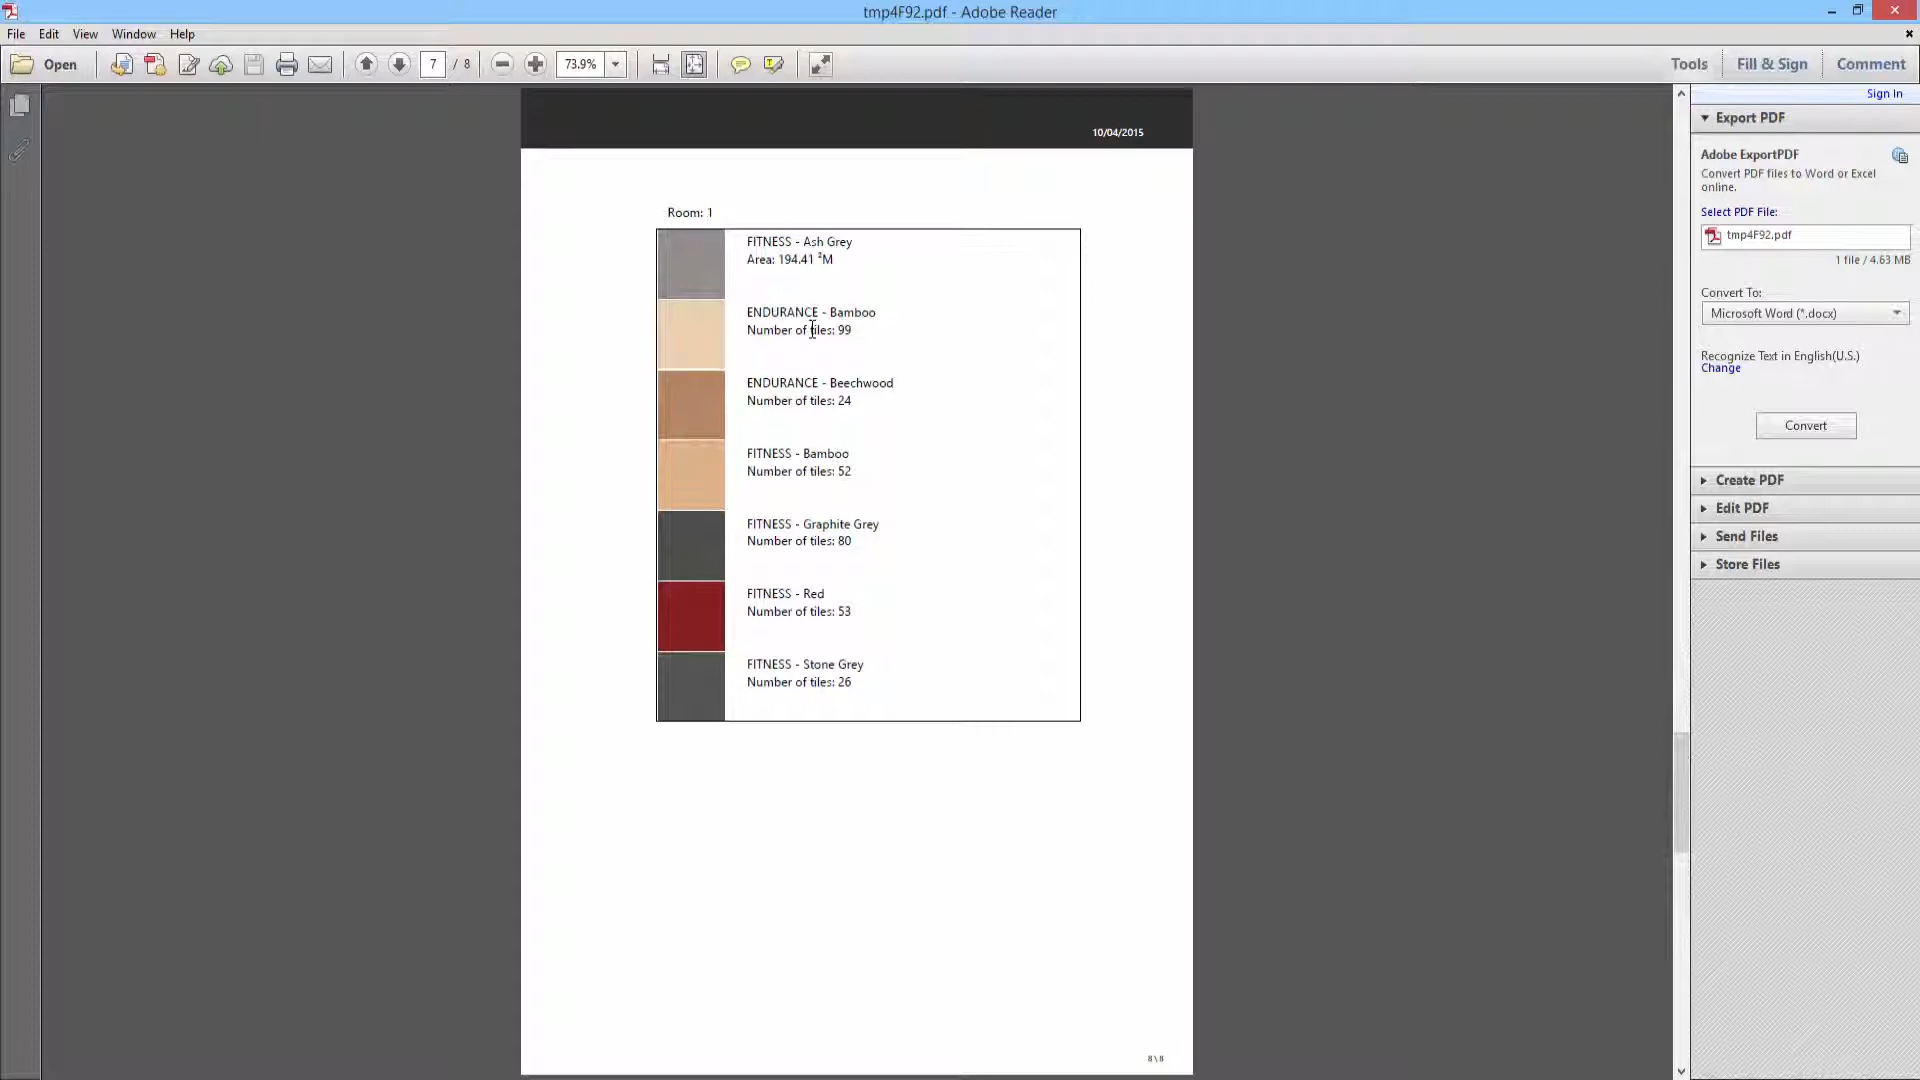 tmp4F92.pdf - Adobe Reader
File Edit View Window Help
Open 7 / 8 73.9% Tools Fill & Sign Comment
Sign In
Export PDF
Adobe ExportPDF
Convert PDF files to Word or Excel
online.
Select PDF File:
tmp4F92.pdf
1 file / 4.63 MB
Convert To:
Microsoft Word (*.docx)
Recognize Text in English(U.S.)
Change
Convert
Create PDF
Edit PDF
Send Files
Store Files
10/04/2015
Room: 1
FITNESS - Ash Grey
Area: 194.41 ²M
ENDURANCE - Bamboo
Number of tiles: 99
ENDURANCE - Beechwood
Number of tiles: 24
FITNESS - Bamboo
Number of tiles: 52
FITNESS - Graphite Grey
Number of tiles: 80
FITNESS - Red
Number of tiles: 53
FITNESS - Stone Grey
Number of tiles: 26
8\8